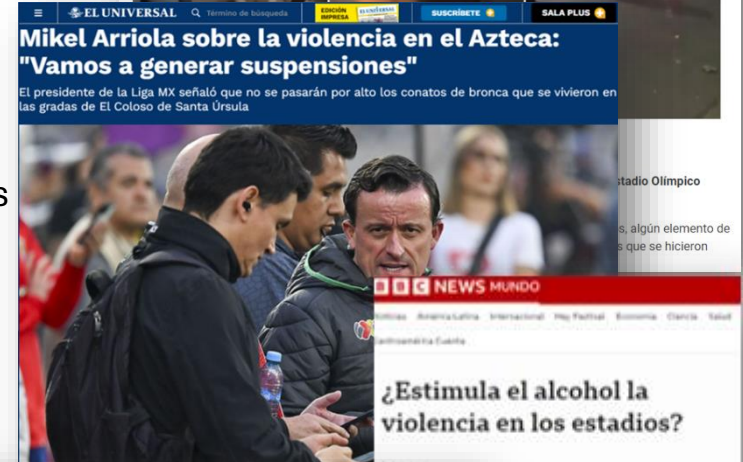 EL UNIVERSAL
Término de búsqueda
EDICIÓN
IMPRESA
EL UNIVERSAL
SUSCRÍBETE
SALA PLUS
Mikel Arriola sobre la violencia en el Azteca:
"Vamos a generar suspensiones"
El presidente de la Liga MX señaló que no se pasarán por alto los conatos de bronca que se vivieron en
las gradas de El Coloso de Santa Úrsula
s
stadio Olímpico
s, algún elemento de
s que se hicieron
BBC NEWS MUNDO
Noticias América Latina Internacional Hay Festival Economía Ciencia Salud
Centroamérica Cuenta
¿Estimula el alcohol la
violencia en los estadios?